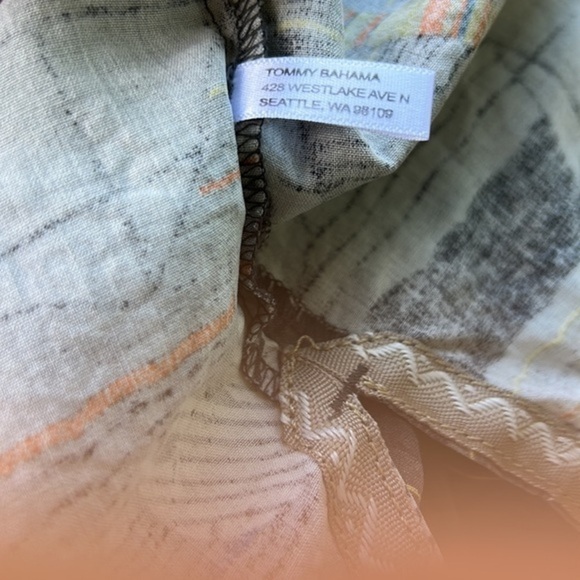 TOMMY BAHAMA
428 WESTLAKE AVE N
SEATTLE, WA 98109